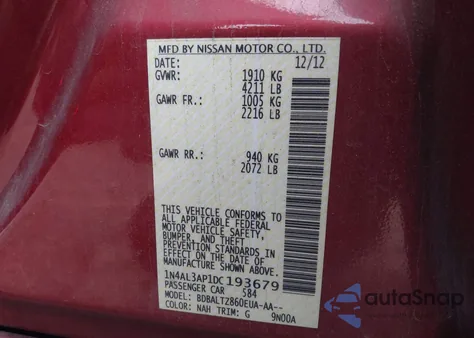 MFD BY NISSAN MOTOR CO., LTD.
DATE: 12/12
GVWR: 1910 KG
4211 LB
GAWR FR.: 1005 KG
2216 LB
GAWR RR.: 940 KG
2072 LB
THIS VEHICLE CONFORMS TO
ALL APPLICABLE FEDERAL
MOTOR VEHICLE SAFETY,
BUMPER, AND THEFT
PREVENTION STANDARDS IN
EFFECT ON THE DATE OF
MANUFACTURE SHOWN ABOVE.
1N4AL3AP1DC193679
PASSENGER CAR 584
MODEL: BDBALTZ860EUA-AA--
COLOR: NAH TRIM: G 9N00A
autoSnap